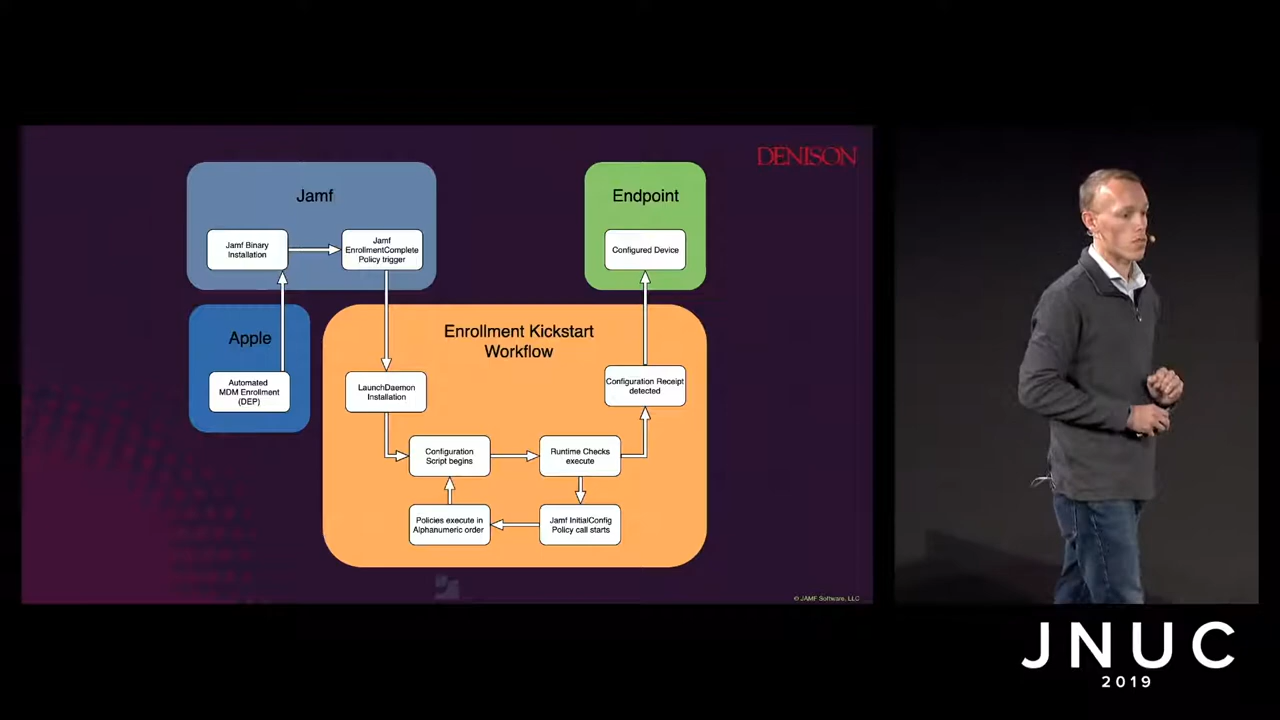 DENISON
Jamf
Jamf Binary
Installation
Jamf
EnrollmentComplete
Policy trigger
Endpoint
Configured Device
Apple
Automated
MDM Enrollment
(DEP)
Enrollment Kickstart
Workflow
LaunchDaemon
Installation
Configuration Receipt
detected
Configuration
Script begins
Runtime Checks
execute
Policies execute in
Alphanumeric order
Jamf InitialConfig
Policy call starts
© JAMF Software, LLC
JNUC
2019